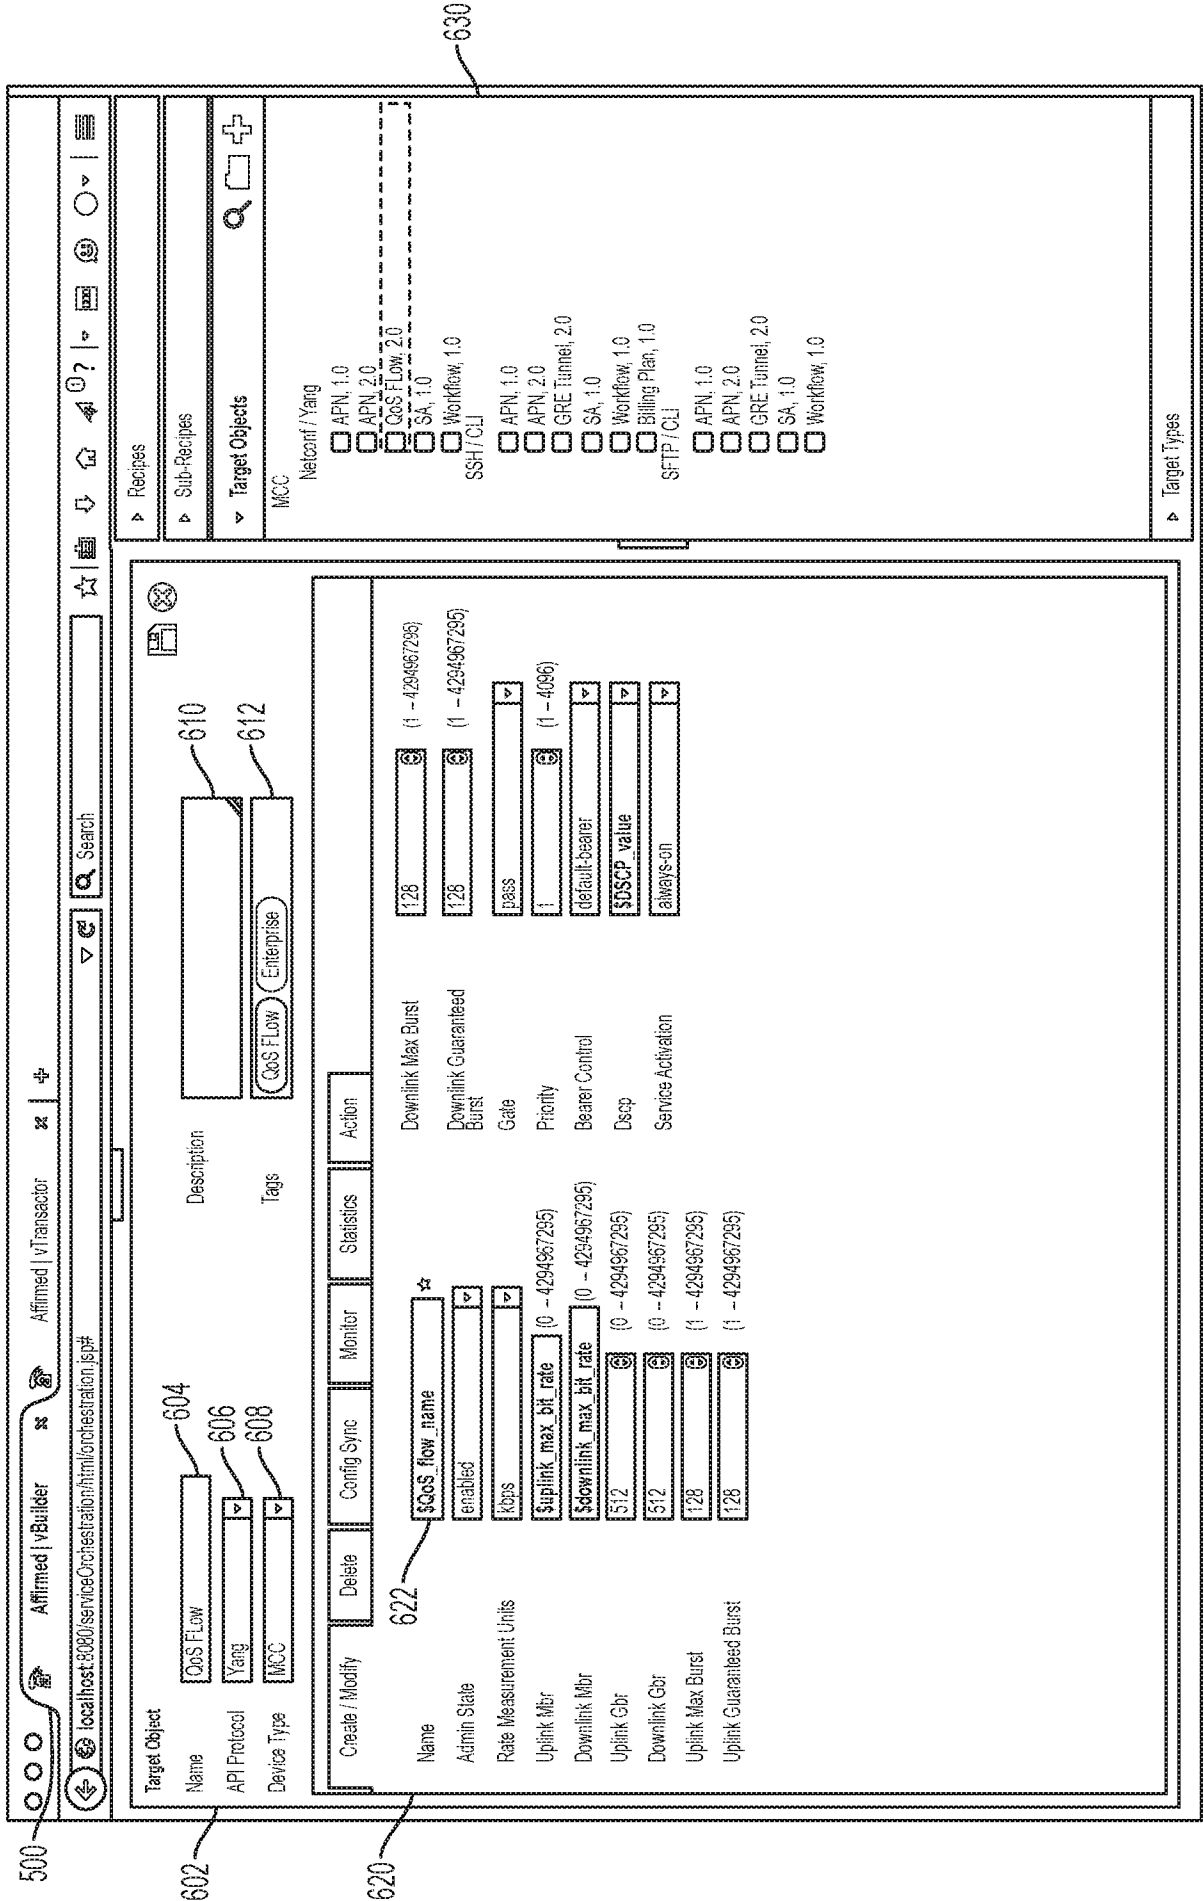 500
Affirmed | vBuilder
Affirmed | vTransactor
localhost:8080/serviceOrchestration/html/orchestration.jsp#
Search
602
Target Object
Name
QoS FLow
604
API Protocol
Yang
606
Device Type
MCC
608
Description
610
Tags
QoS FLow
Enterprise
612
620
Create / Modify
Delete
Config Sync
Monitor
Statistics
Action
622
Name
$QoS_flow_name
Admin State
enabled
Rate Measurement Units
kbps
Uplink Mbr
$uplink_max_bit_rate
(0 – 4294967295)
Downlink Mbr
$downlink_max_bit_rate
(0 – 4294967295)
Uplink Gbr
512
(0 – 4294967295)
Downlink Gbr
512
(0 – 4294967295)
Uplink Max Burst
128
(1 – 4294967295)
Uplink Guaranteed Burst
128
(1 – 4294967295)
Downlink Max Burst
128
(1 – 4294967295)
Downlink Guaranteed
Burst
128
(1 – 4294967295)
Gate
pass
Priority
1
(1 – 4096)
Bearer Control
default-bearer
Dscp
$DSCP_value
Service Activation
always-on
Recipes
Sub-Recipes
Target Objects
630
MCC
Netconf / Yang
APN, 1.0
APN, 2.0
QoS FLow, 2.0
SA, 1.0
Workflow, 1.0
SSH / CLI
APN, 1.0
APN, 2.0
GRE Tunnel, 2.0
SA, 1.0
Workflow, 1.0
Billing Plan, 1.0
SFTP / CLI
APN, 1.0
APN, 2.0
GRE Tunnel, 2.0
SA, 1.0
Workflow, 1.0
Target Types